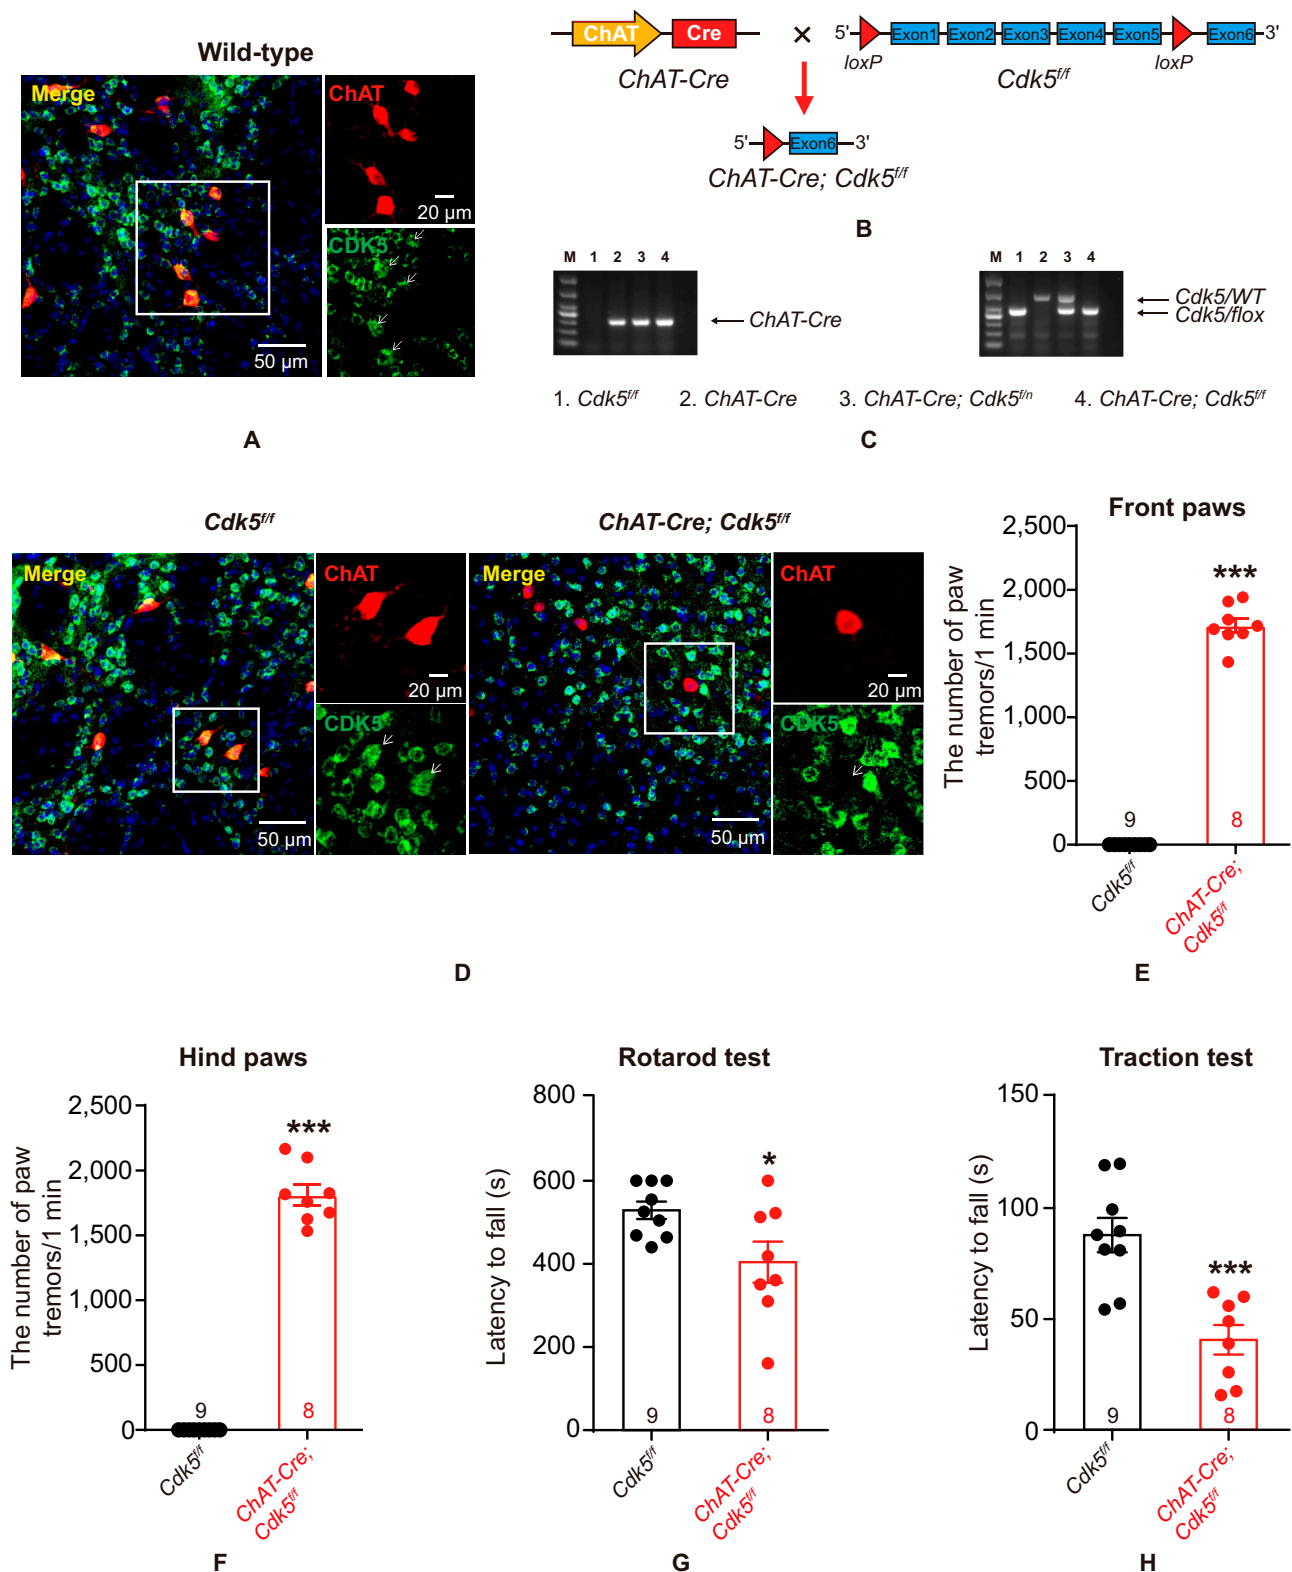 Wild-type
Merge
ChAT
20 µm
CDK5
50 µm
A
ChAT
Cre
×
5'
Exon1
Exon2
Exon3
Exon4
Exon5
Exon6
3'
loxP
loxP
ChAT-Cre
Cdk5f/f
5'
Exon6
3'
ChAT-Cre; Cdk5f/f
B
M 1 2 3 4
ChAT-Cre
M 1 2 3 4
Cdk5/WT
Cdk5/flox
1. Cdk5f/f 2. ChAT-Cre 3. ChAT-Cre; Cdk5f/n 4. ChAT-Cre; Cdk5f/f
C
Cdk5f/f
Merge
50 µm
ChAT
20 µm
CDK5
ChAT-Cre; Cdk5f/f
Merge
50 µm
ChAT
20 µm
CDK5
D
Front paws
The number of paw
tremors/1 min
2,500
2,000
1,500
1,000
500
0
***
9
8
Cdk5f/f
ChAT-Cre;
Cdk5f/f
E
Hind paws
The number of paw
tremors/1 min
2,500
2,000
1,500
1,000
500
0
***
9
8
Cdk5f/f
ChAT-Cre;
Cdk5f/f
F
Rotarod test
Latency to fall (s)
800
600
400
200
0
*
9
8
Cdk5f/f
ChAT-Cre;
Cdk5f/f
G
Traction test
Latency to fall (s)
150
100
50
0
***
9
8
Cdk5f/f
ChAT-Cre;
Cdk5f/f
H